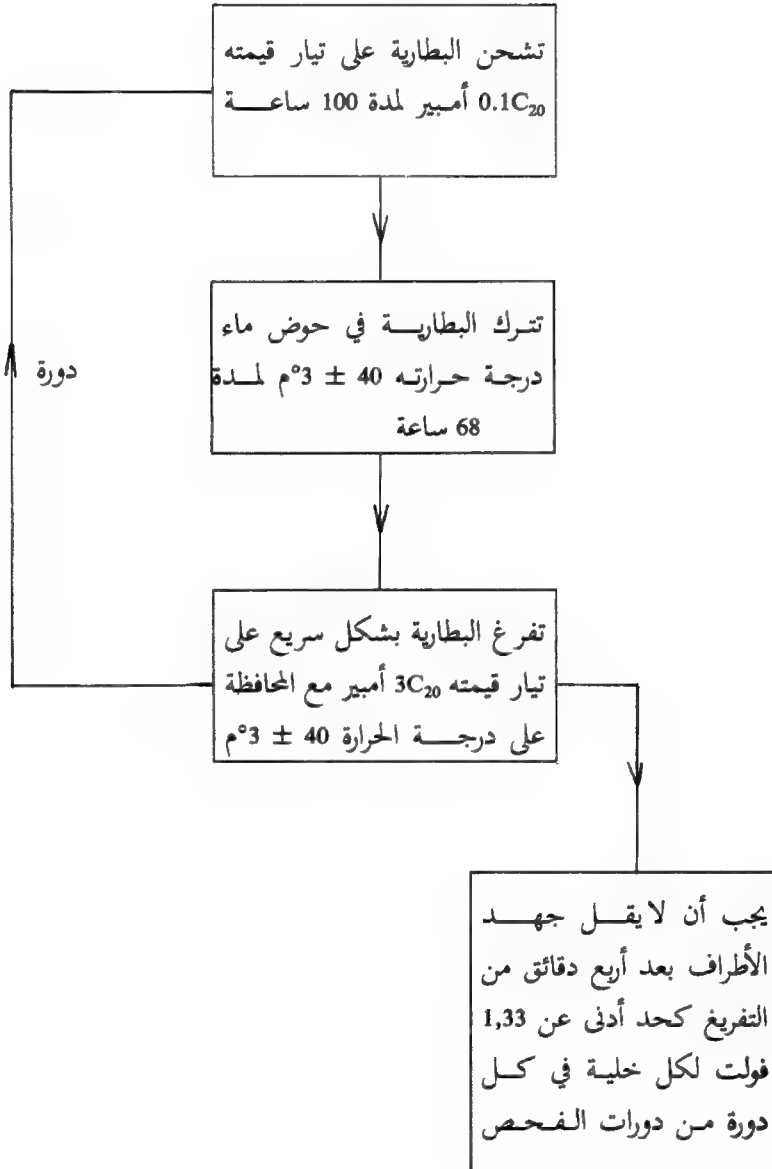 تشحن البطارية على تيار قيمته
0.1C₂₀ أمبير لمدة 100 ساعة
تترك البطارية في حوض ماء
درجة حرارته 40 ± 3°م لمدة
68 ساعة
دورة
تفرغ البطارية بشكل سريع على
تيار قيمته 3C₂₀ أمبير مع المحافظة
على درجة الحرارة 40 ± 3°م
يجب أن لا يقل جهد
الأطراف بعد أربع دقائق من
التفريغ كحد أدنى عن 1,33
فولت لكل خلية في كل
دورة من دورات الفحص